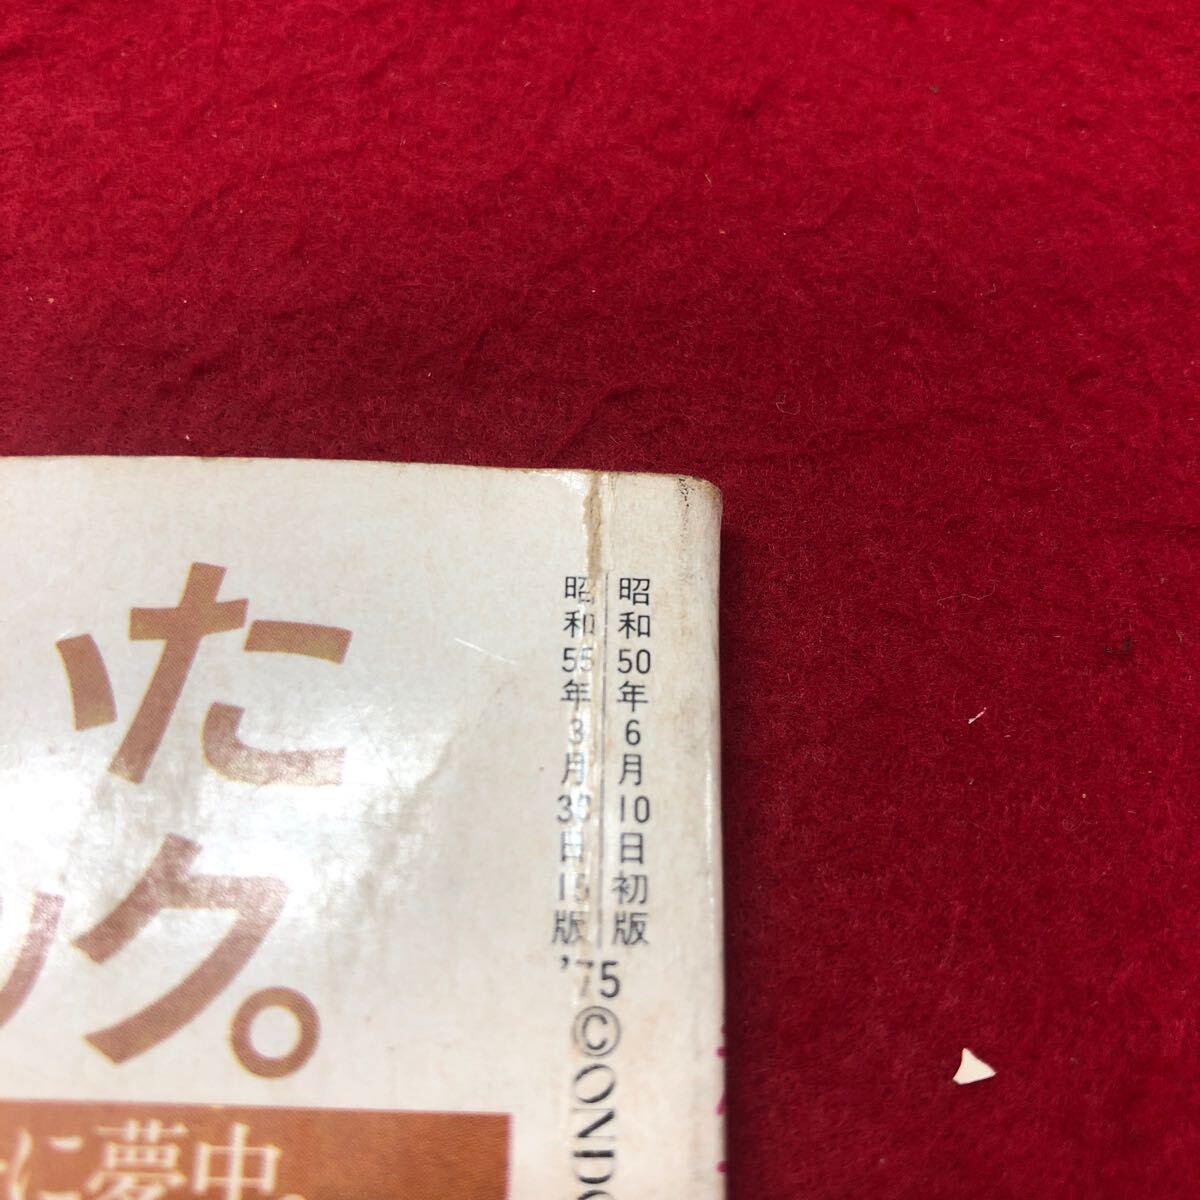 昭和50年6月10日初版
昭和55年3月30日15版
'75©ONDO
た
ック。
に夢中。